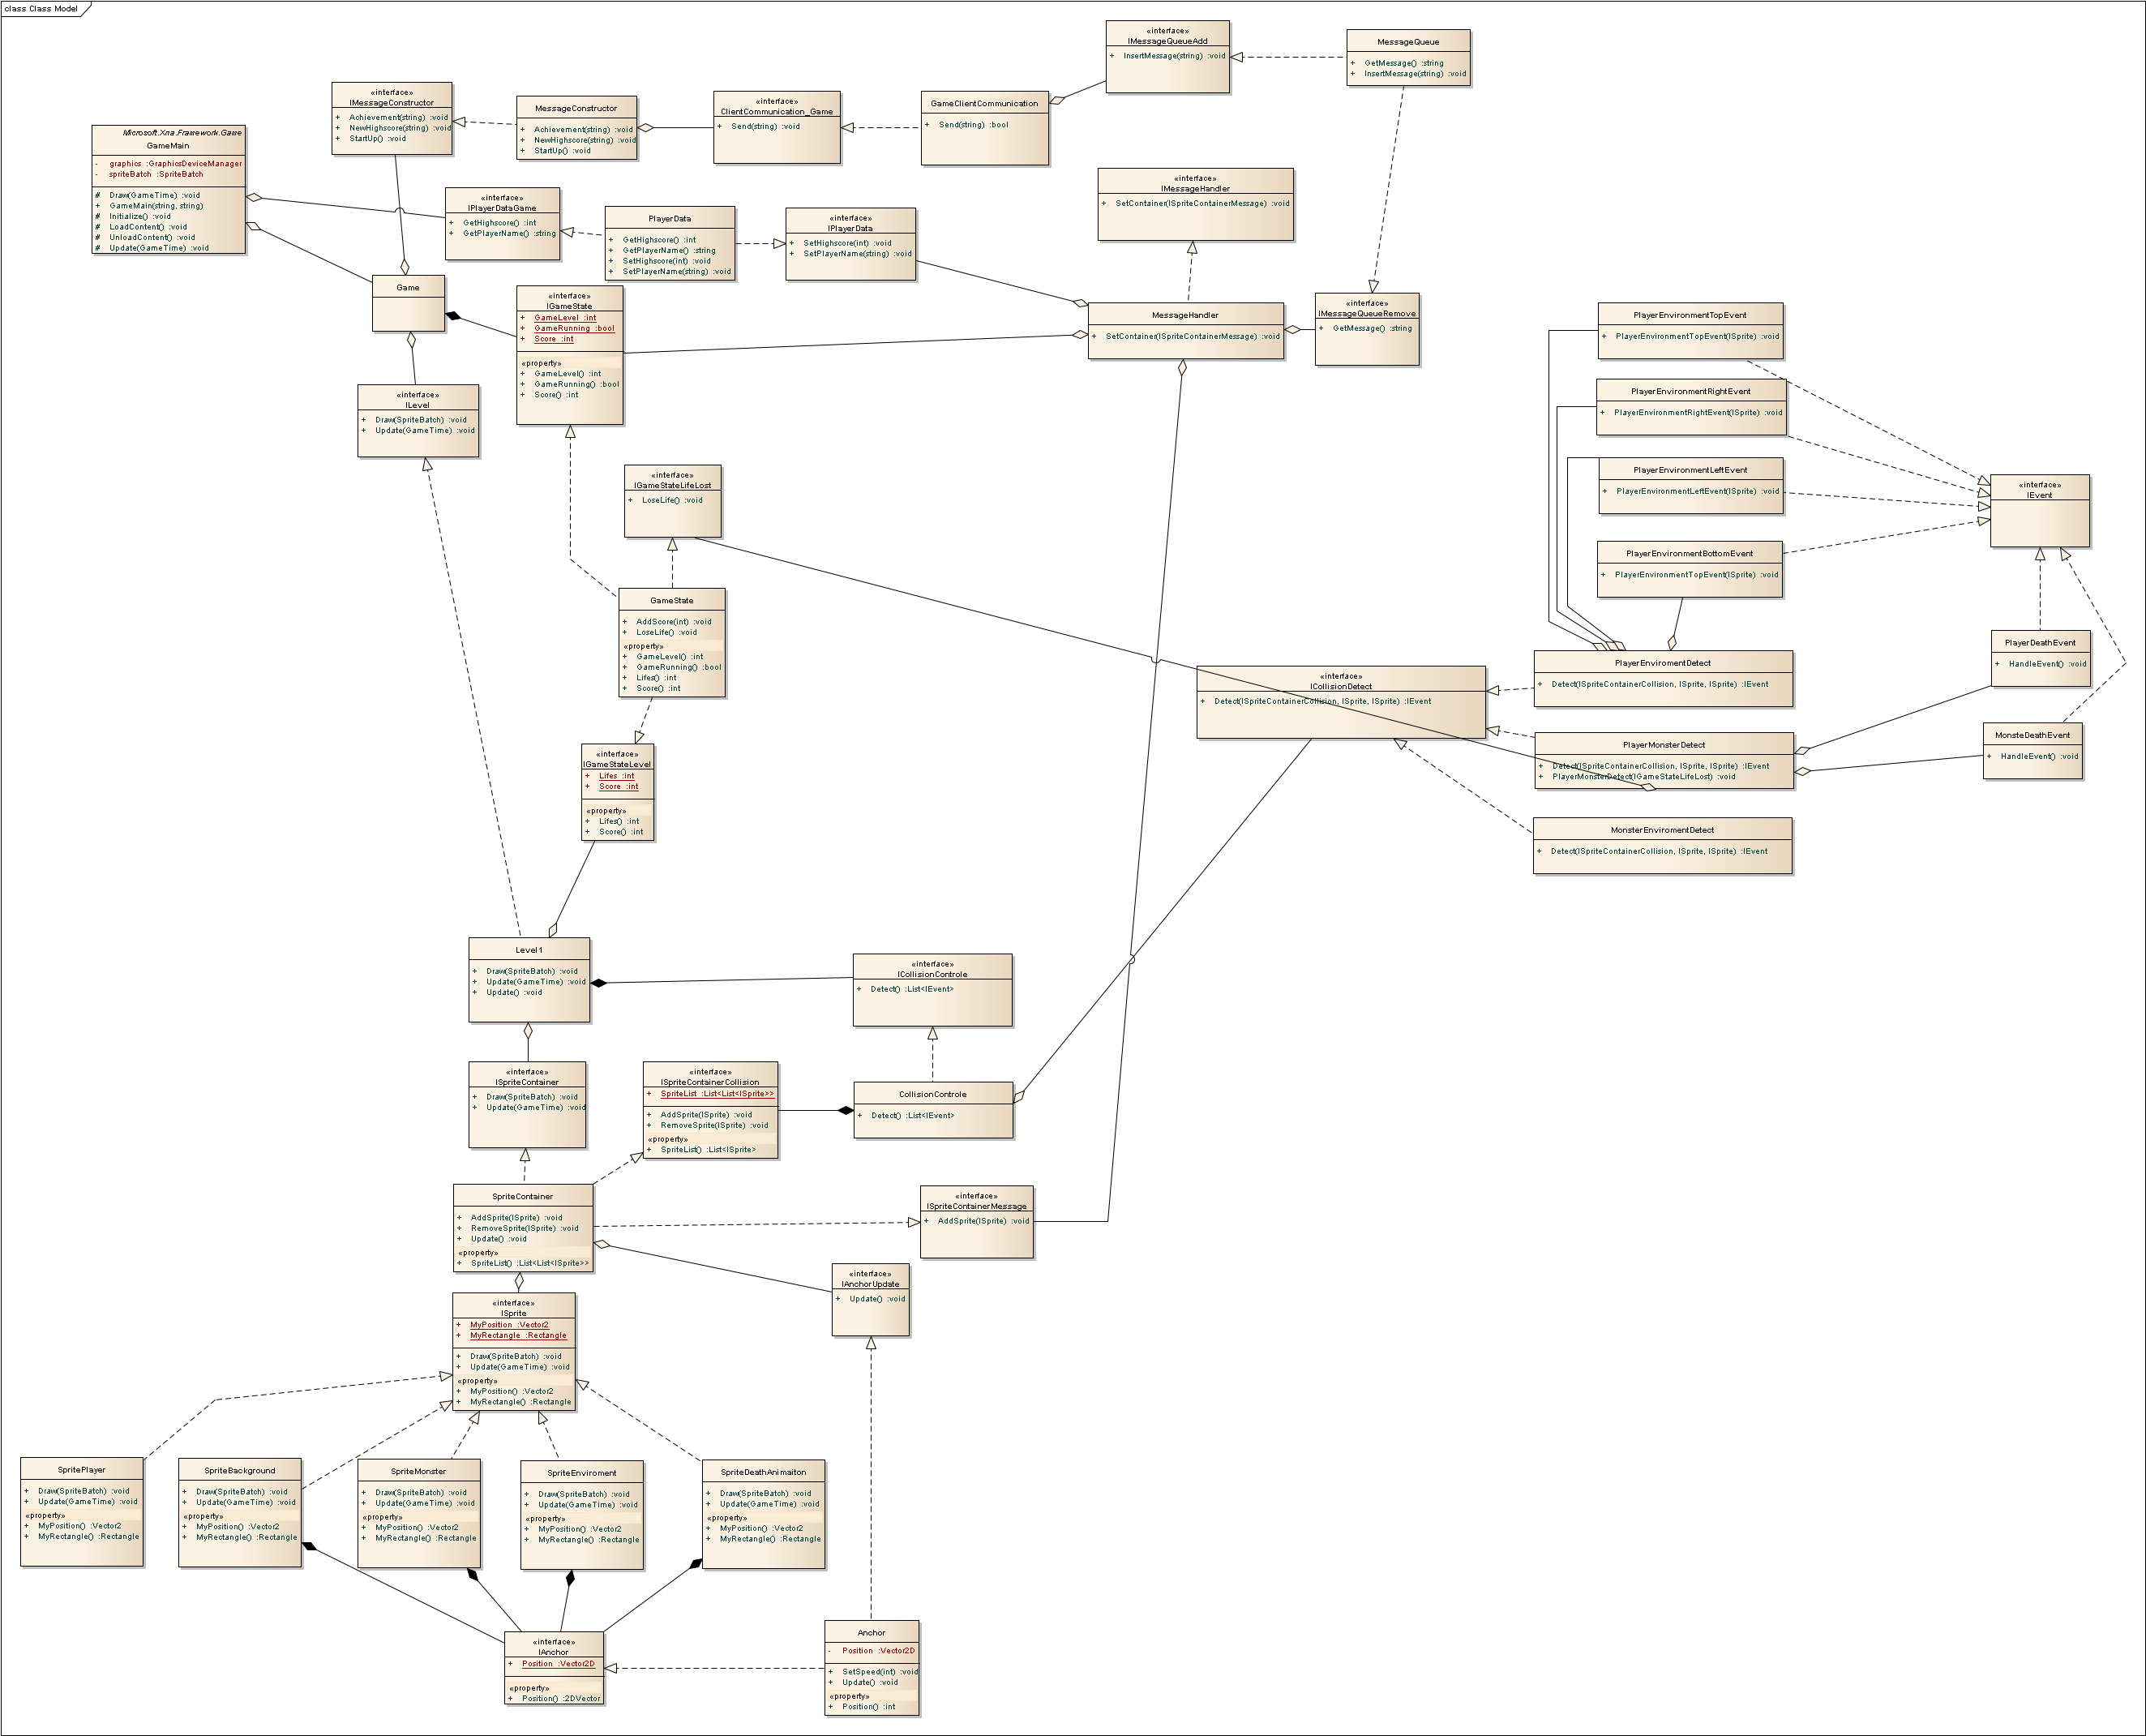 class Class Model
«interface»
IMessageQueueAdd
+ InsertMessage(string) :void
MessageQueue
+ GetMessage() :string
+ InsertMessage(string) :void
«interface»
IMessageConstructor
+ Achievement(string) :void
+ NewHighscore(string) :void
+ StartUp() :void
MessageConstructor
+ Achievement(string) :void
+ NewHighscore(string) :void
+ StartUp() :void
«interface»
ClientCommunication_Game
+ Send(string) :void
GameClientCommunication
+ Send(string) :bool
Microsoft.Xna.Framework.Game
GameMain
- graphics :GraphicsDeviceManager
- spriteBatch :SpriteBatch
# Draw(GameTime) :void
+ GameMain(string, string)
# Initialize() :void
# LoadContent() :void
# UnloadContent() :void
# Update(GameTime) :void
«interface»
IPlayerDataGame
+ GetHighscore() :int
+ GetPlayerName() :string
PlayerData
+ GetHighscore() :int
+ GetPlayerName() :string
+ SetHighscore(int) :void
+ SetPlayerName(string) :void
«interface»
IPlayerData
+ SetHighscore(int) :void
+ SetPlayerName(string) :void
«interface»
IMessageHandler
+ SetContainer(ISpriteContainerMessage) :void
Game
«interface»
IGameState
+ GameLevel :int
+ GameRunning :bool
+ Score :int
«property»
+ GameLevel() :int
+ GameRunning() :bool
+ Score() :int
MessageHandler
+ SetContainer(ISpriteContainerMessage) :void
«interface»
IMessageQueueRemove
+ GetMessage() :string
PlayerEnvironmentTopEvent
+ PlayerEnvironmentTopEvent(ISprite) :void
PlayerEnvironmentRightEvent
+ PlayerEnvironmentRightEvent(ISprite) :void
PlayerEnvironmentLeftEvent
+ PlayerEnvironmentLeftEvent(ISprite) :void
PlayerEnvironmentBottomEvent
+ PlayerEnvironmentTopEvent(ISprite) :void
«interface»
IEvent
«interface»
ILevel
+ Draw(SpriteBatch) :void
+ Update(GameTime) :void
«interface»
IGameStateLifeLost
+ LoseLife() :void
GameState
+ AddScore(int) :void
+ LoseLife() :void
«property»
+ GameLevel() :int
+ GameRunning() :bool
+ Lifes() :int
+ Score() :int
«interface»
ICollisionDetect
+ Detect(ISpriteContainerCollision, ISprite, ISprite) :IEvent
PlayerEnviromentDetect
+ Detect(ISpriteContainerCollision, ISprite, ISprite) :IEvent
PlayerDeathEvent
+ HandleEvent() :void
PlayerMonsterDetect
+ Detect(ISpriteContainerCollision, ISprite, ISprite) :IEvent
+ PlayerMonsterDetect(IGameStateLifeLost) :void
MonsteDeathEvent
+ HandleEvent() :void
MonsterEnviromentDetect
+ Detect(ISpriteContainerCollision, ISprite, ISprite) :IEvent
«interface»
IGameStateLevel
+ Lifes :int
+ Score :int
«property»
+ Lifes() :int
+ Score() :int
Level1
+ Draw(SpriteBatch) :void
+ Update(GameTime) :void
+ Update() :void
«interface»
ICollisionControle
+ Detect() :List<IEvent>
«interface»
ISpriteContainer
+ Draw(SpriteBatch) :void
+ Update(GameTime) :void
«interface»
ISpriteContainerCollision
+ SpriteList :List<List<ISprite>>
+ AddSprite(ISprite) :void
+ RemoveSprite(ISprite) :void
«property»
+ SpriteList() :List<ISprite>
CollisionControle
+ Detect() :List<IEvent>
SpriteContainer
+ AddSprite(ISprite) :void
+ RemoveSprite(ISprite) :void
+ Update() :void
«property»
+ SpriteList() :List<List<ISprite>>
«interface»
ISpriteContainerMessage
+ AddSprite(ISprite) :void
«interface»
IAnchorUpdate
+ Update() :void
«interface»
ISprite
+ MyPosition :Vector2
+ MyRectangle :Rectangle
+ Draw(SpriteBatch) :void
+ Update(GameTime) :void
«property»
+ MyPosition() :Vector2
+ MyRectangle() :Rectangle
SpritePlayer
+ Draw(SpriteBatch) :void
+ Update(GameTime) :void
«property»
+ MyPosition() :Vector2
+ MyRectangle() :Rectangle
SpriteBackground
+ Draw(SpriteBatch) :void
+ Update(GameTime) :void
«property»
+ MyPosition() :Vector2
+ MyRectangle() :Rectangle
SpriteMonster
+ Draw(SpriteBatch) :void
+ Update(GameTime) :void
«property»
+ MyPosition() :Vector2
+ MyRectangle() :Rectangle
SpriteEnviroment
+ Draw(SpriteBatch) :void
+ Update(GameTime) :void
«property»
+ MyPosition() :Vector2
+ MyRectangle() :Rectangle
SpriteDeathAnimaiton
+ Draw(SpriteBatch) :void
+ Update(GameTime) :void
«property»
+ MyPosition() :Vector2
+ MyRectangle() :Rectangle
«interface»
IAnchor
+ Position :Vector2D
«property»
+ Position() :2DVector
Anchor
- Position :Vector2D
+ SetSpeed(int) :void
+ Update() :void
«property»
+ Position() :int